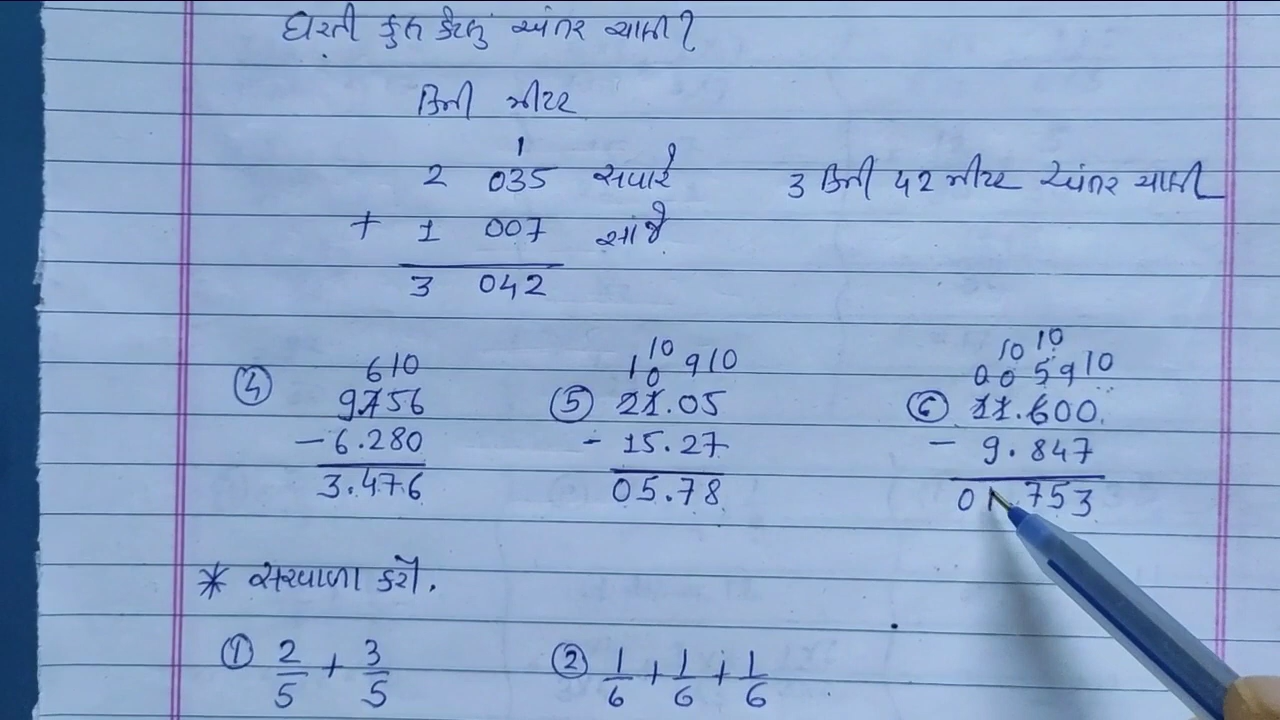 ધરતી કુલ કેટલું અંતર ચાલી?
કિમી મીટર
1
2 035 સવારે 3 કિમી 42 મીટર અંતર ચાલી
+ 1 007 સાંજે
3 042
10 10 10
6 10 1 0 9 10 0 0 5 9 10
④ 9.756 ⑤ 21.05 ⑥ 11.600
- 6.280 - 15.27 - 9.847
3.476 05.78 01.753
* સરવાળા કરો.
① 2/5 + 3/5 ② 1/6 + 1/6 + 1/6